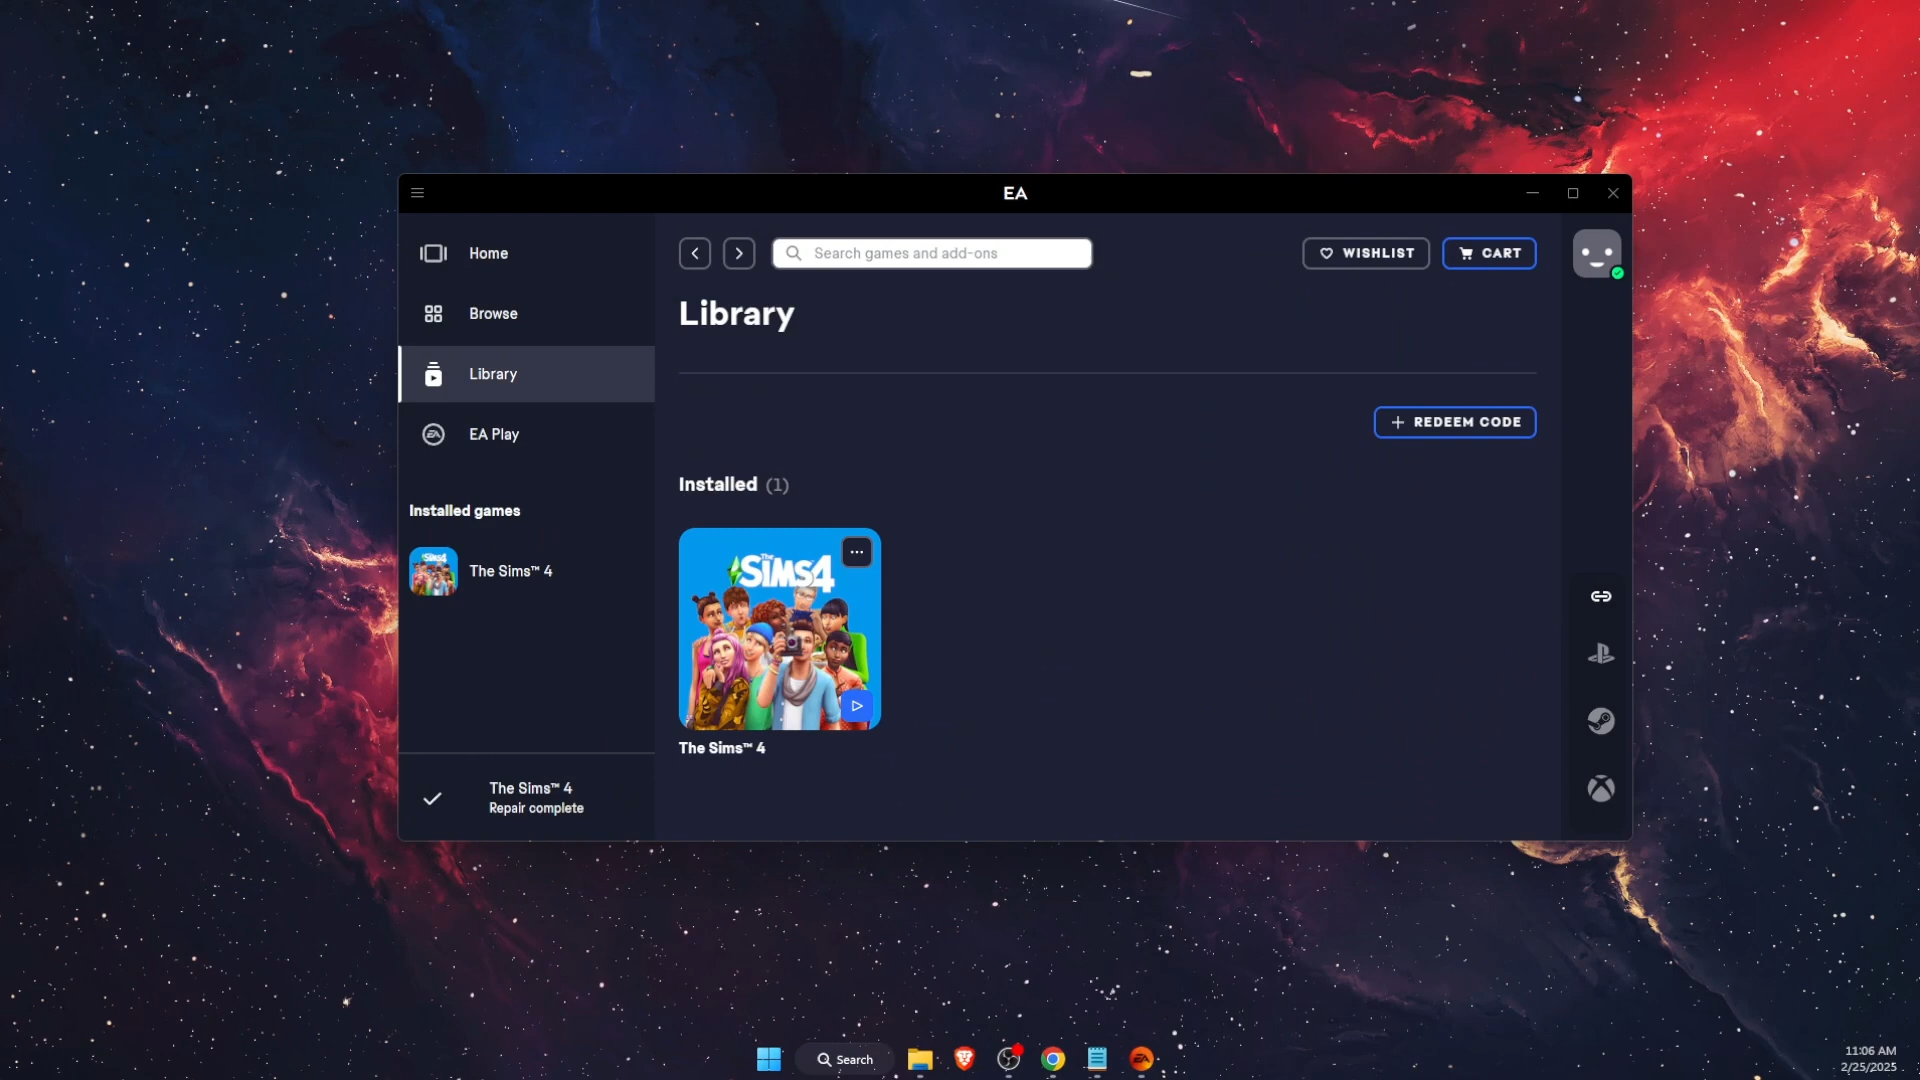 EA
Home
Browse
Library
EA Play
Installed games
The Sims™ 4
The Sims™ 4
Repair complete
Search games and add-ons
WISHLIST
CART
Library
REDEEM CODE
Installed (1)
The SiMS4
The Sims™ 4
Search
11:06 AM
2/25/2025